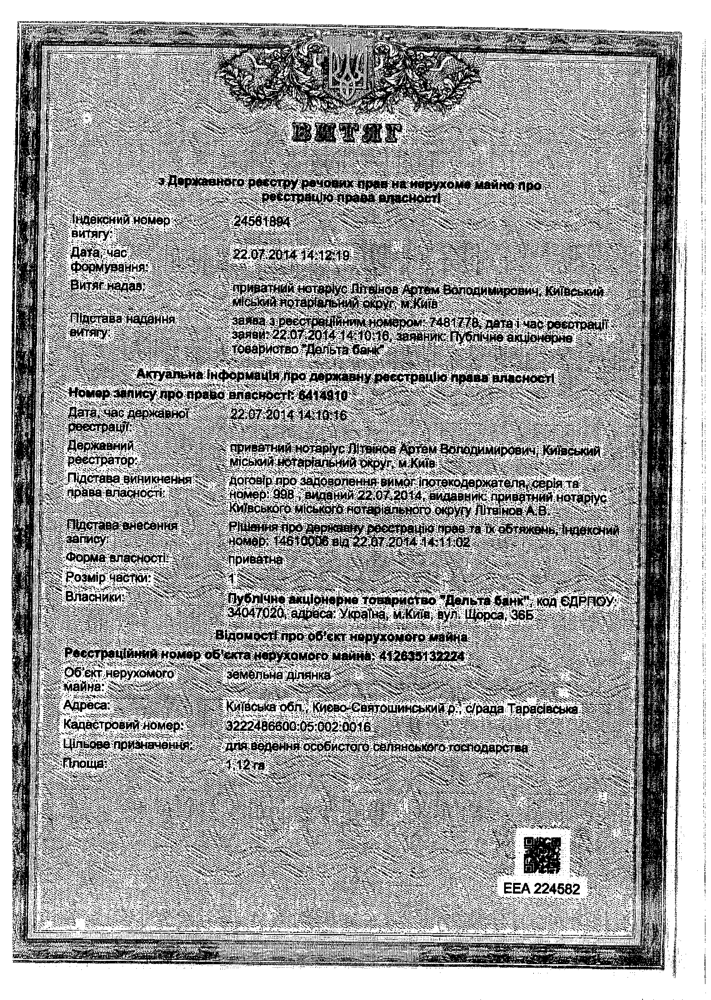 ВИТЯГ
з Державного реєстру речових прав на нерухоме майно про
реєстрацію права власності
Індексний номер
витягу:
24561894
Дата, час
формування:
22.07.2014 14:12:19
Витяг надав:
приватний нотаріус Літвінов Артем Володимирович, Київський
міський нотаріальний округ, м.Київ
Підстава надання
витягу:
заява з реєстраційним номером: 7481778, дата і час реєстрації
заяви: 22.07.2014 14:10:16, заявник: Публічне акціонерне
товариство "Дельта банк"
Актуальна інформація про державну реєстрацію права власності
Номер запису про право власності: 6414910
Дата, час державної
реєстрації:
22.07.2014 14:10:16
Державний
реєстратор:
приватний нотаріус Літвінов Артем Володимирович, Київський
міський нотаріальний округ, м.Київ
Підстава виникнення
права власності:
договір про задоволення вимог іпотекодержателя, серія та
номер: 998 , виданий 22.07.2014, видавник: приватний нотаріус
Київського міського нотаріального округу Літвінов А.В.
Підстава внесення
запису:
Рішення про державну реєстрацію прав та їх обтяжень, індексний
номер: 14610006 від 22.07.2014 14:11:02
Форма власності:
приватна
Розмір частки:
1
Власники:
Публічне акціонерне товариство "Дельта банк", код ЄДРПОУ:
34047020, адреса: Україна, м.Київ, вул. Щорса, 36Б
Відомості про об'єкт нерухомого майна
Реєстраційний номер об'єкта нерухомого майна: 412635132224
Об'єкт нерухомого
майна:
земельна ділянка
Адреса:
Київська обл., Києво-Святошинський р., с/рада Тарасівська
Кадастровий номер:
3222486600:05:002:0016
Цільове призначення:
для ведення особистого селянського господарства
Площа:
1,12 га
ЕЕА 224582